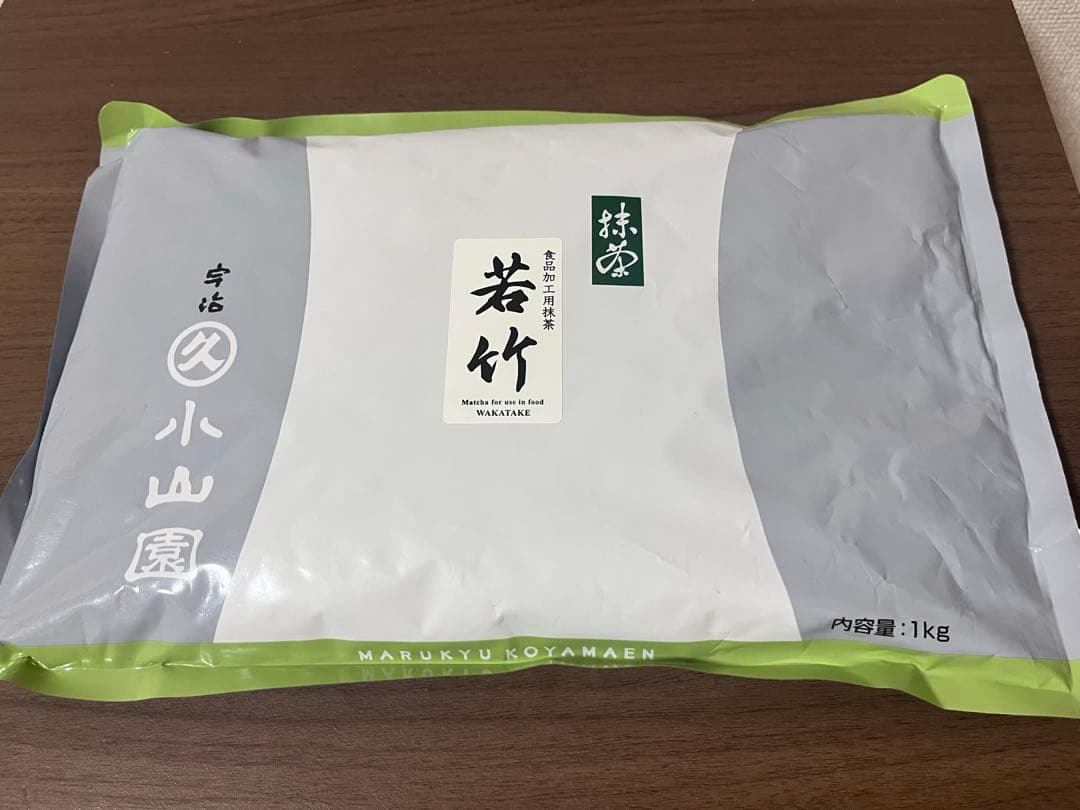 抹茶
食品加工用抹茶
若竹
Matcha for use in food
WAKATAKE
宇治
久
小山園
内容量:1kg
MARUKYU KOYAMAEN